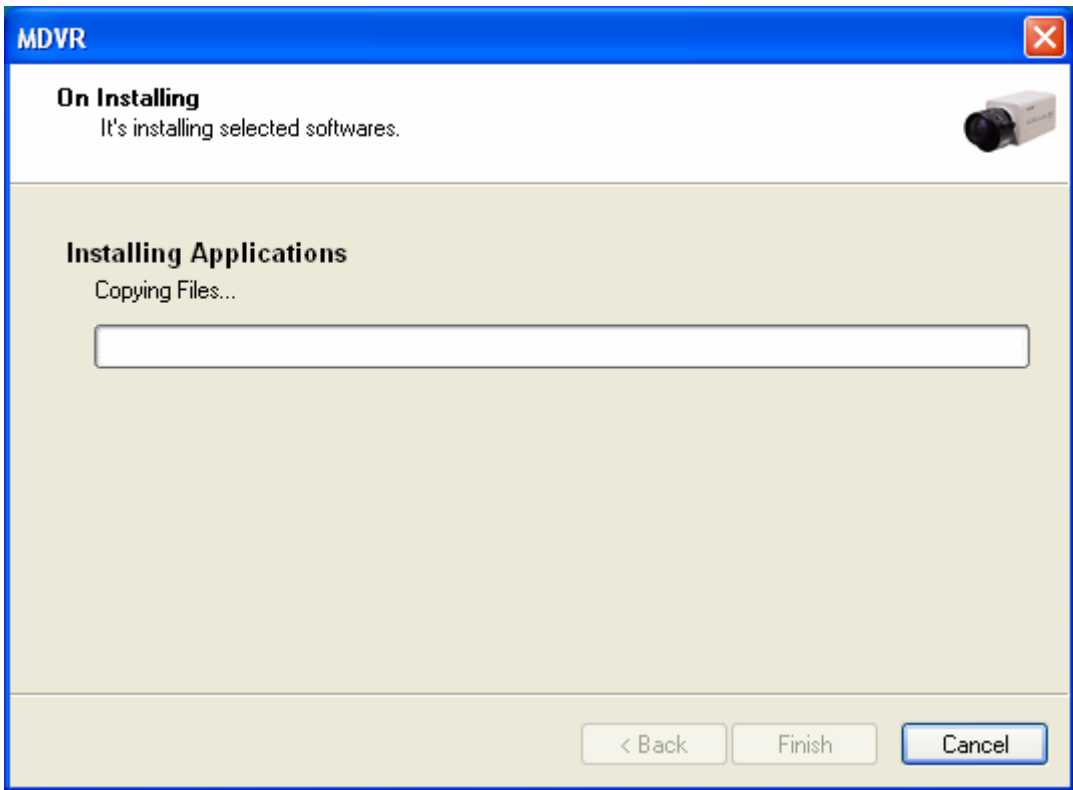 MDVR
On Installing
It's installing selected softwares.
Installing Applications
Copying Files...
< Back
Finish
Cancel